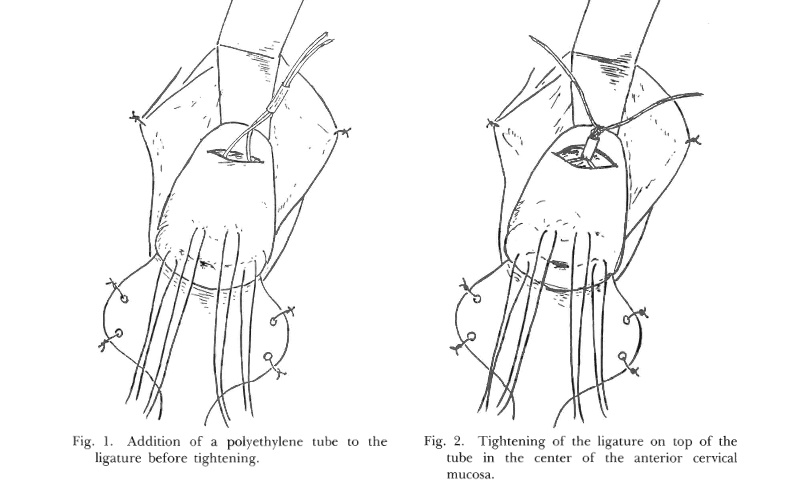 Fig. 1. Addition of a polyethylene tube to the
ligature before tightening.
Fig. 2. Tightening of the ligature on top of the
tube in the center of the anterior cervical
mucosa.